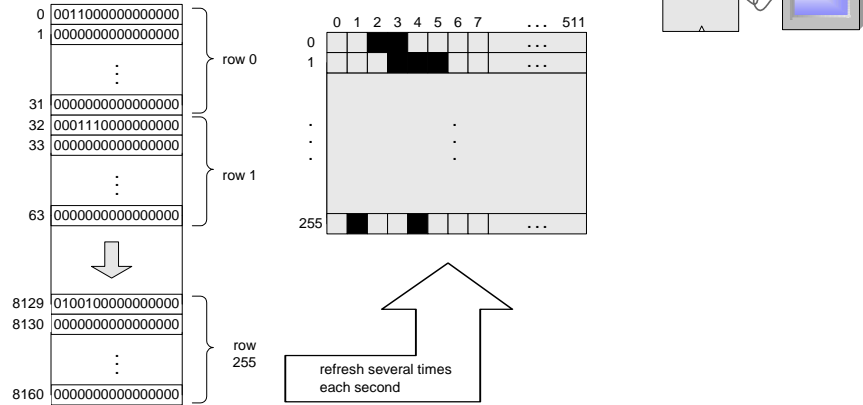 0 0011000000000000
1 0000000000000000
⋮
31 0000000000000000
row 0
32 0001110000000000
33 0000000000000000
⋮
63 0000000000000000
row 1
8129 0100100000000000
8130 0000000000000000
⋮
8160 0000000000000000
row
255
0 1 2 3 4 5 6 7 ... 511
0 ...
1 ...
. . .
. . .
255 ...
refresh several times
each second